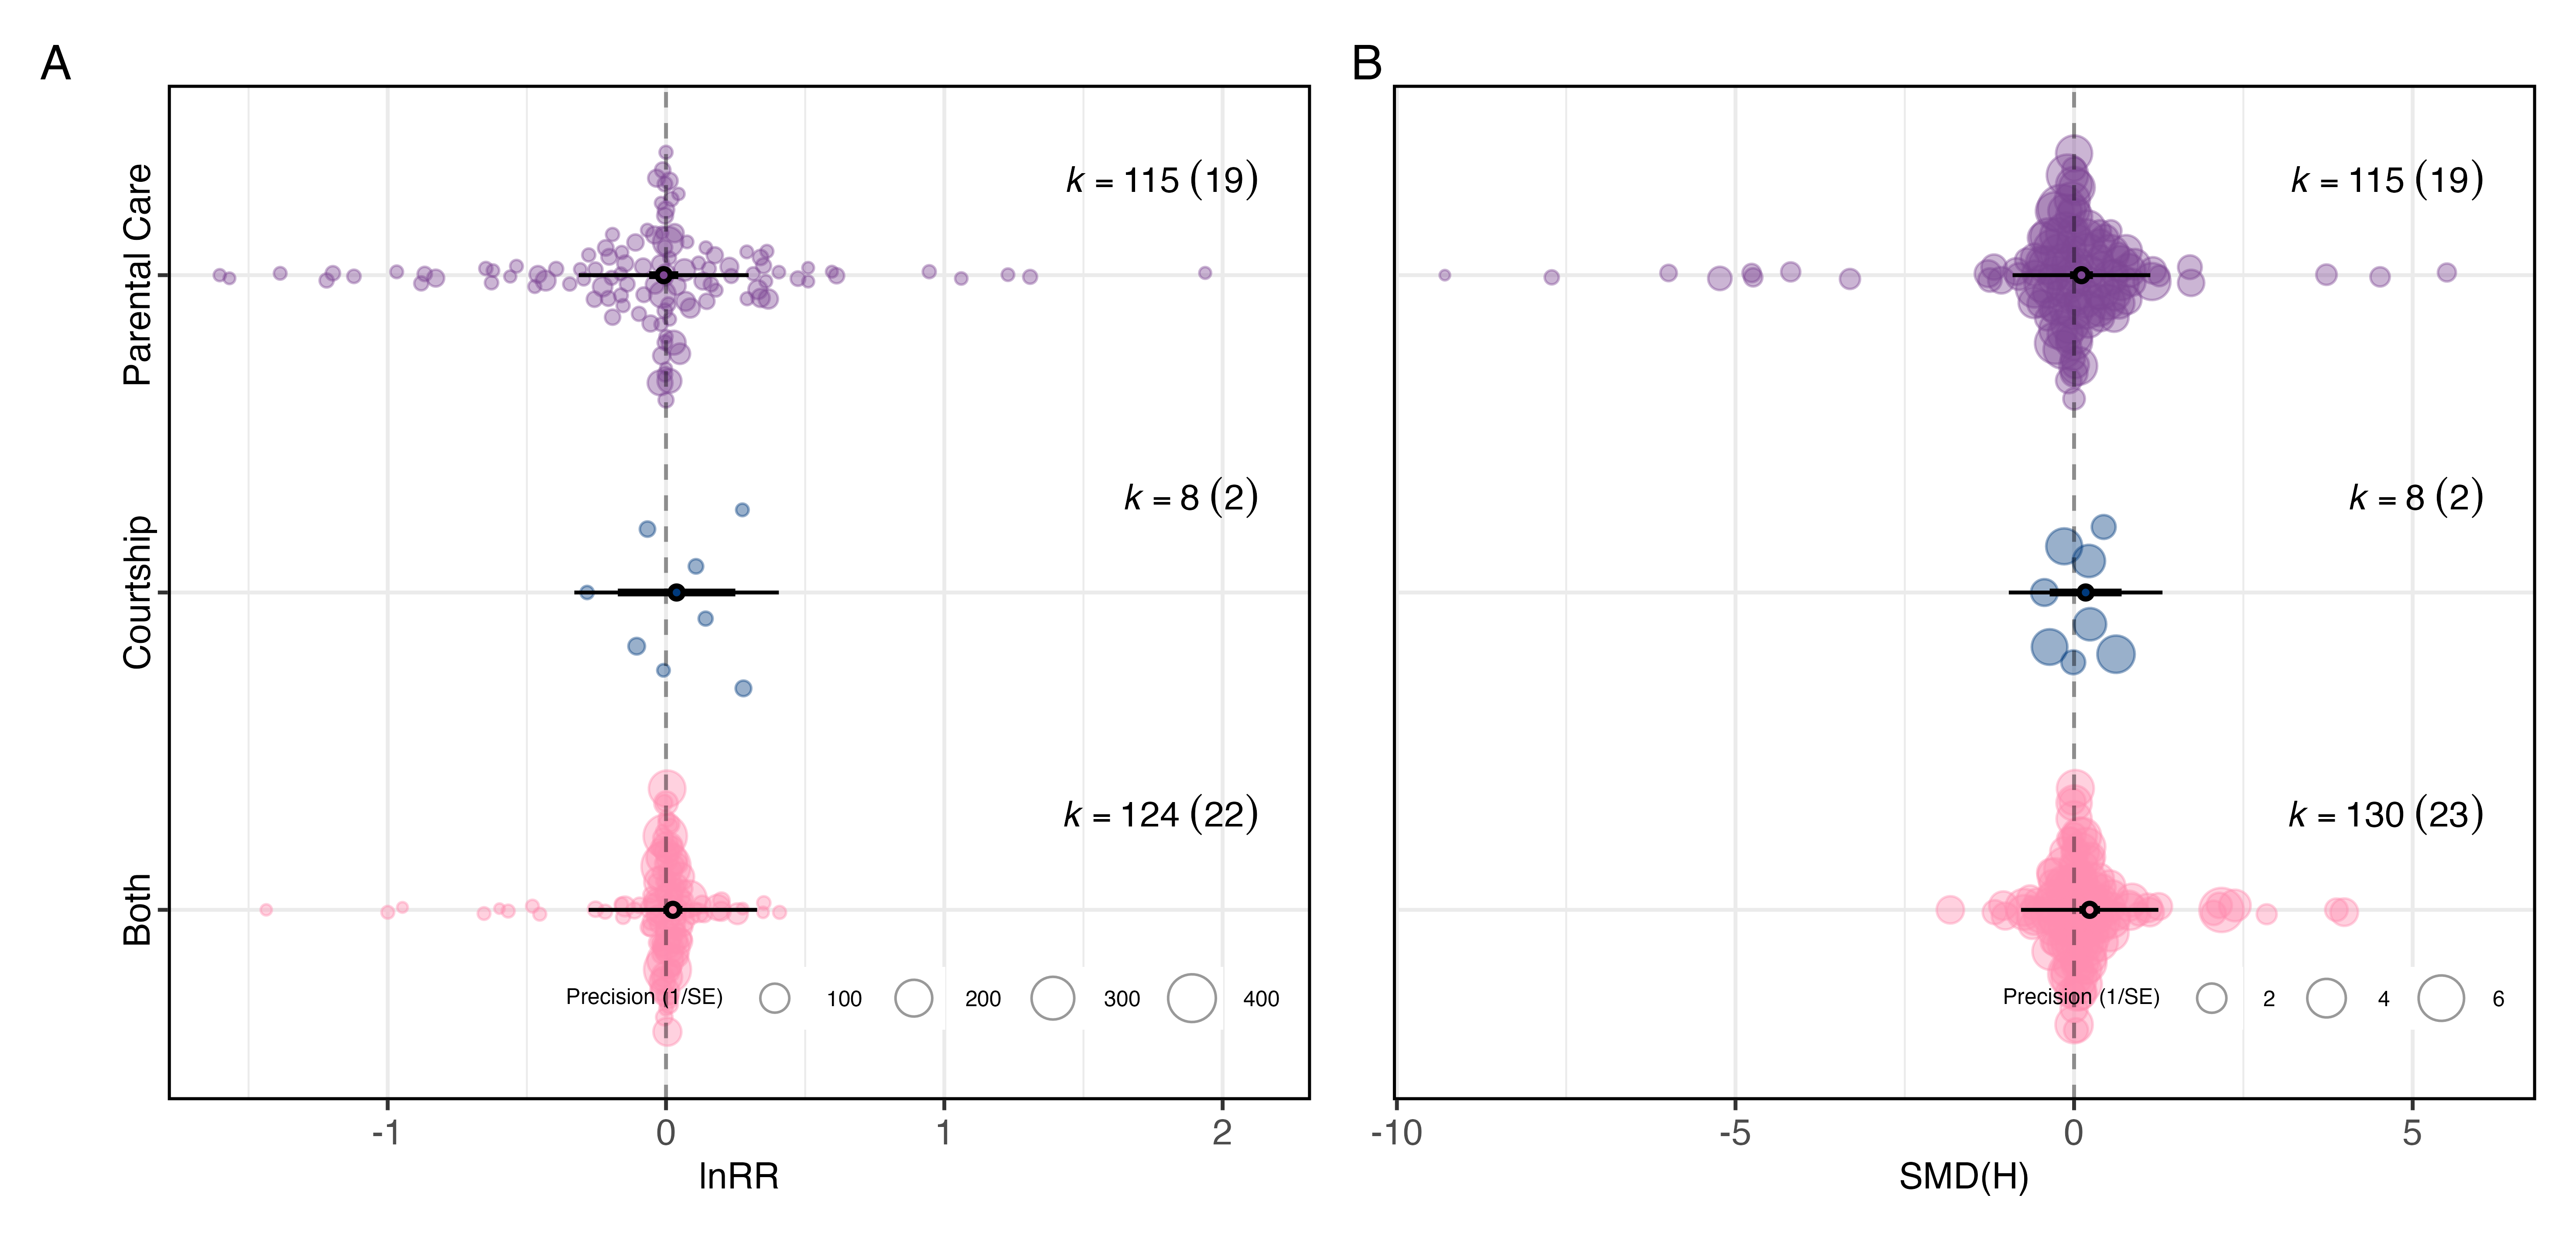 A
Parental Care
Courtship
Both
k = 115 (19)
k = 8 (2)
k = 124 (22)
Precision (1/SE) 100 200 300 400
-1 0 1 2
lnRR
B
k = 115 (19)
k = 8 (2)
k = 130 (23)
Precision (1/SE) 2 4 6
-10 -5 0 5
SMD(H)